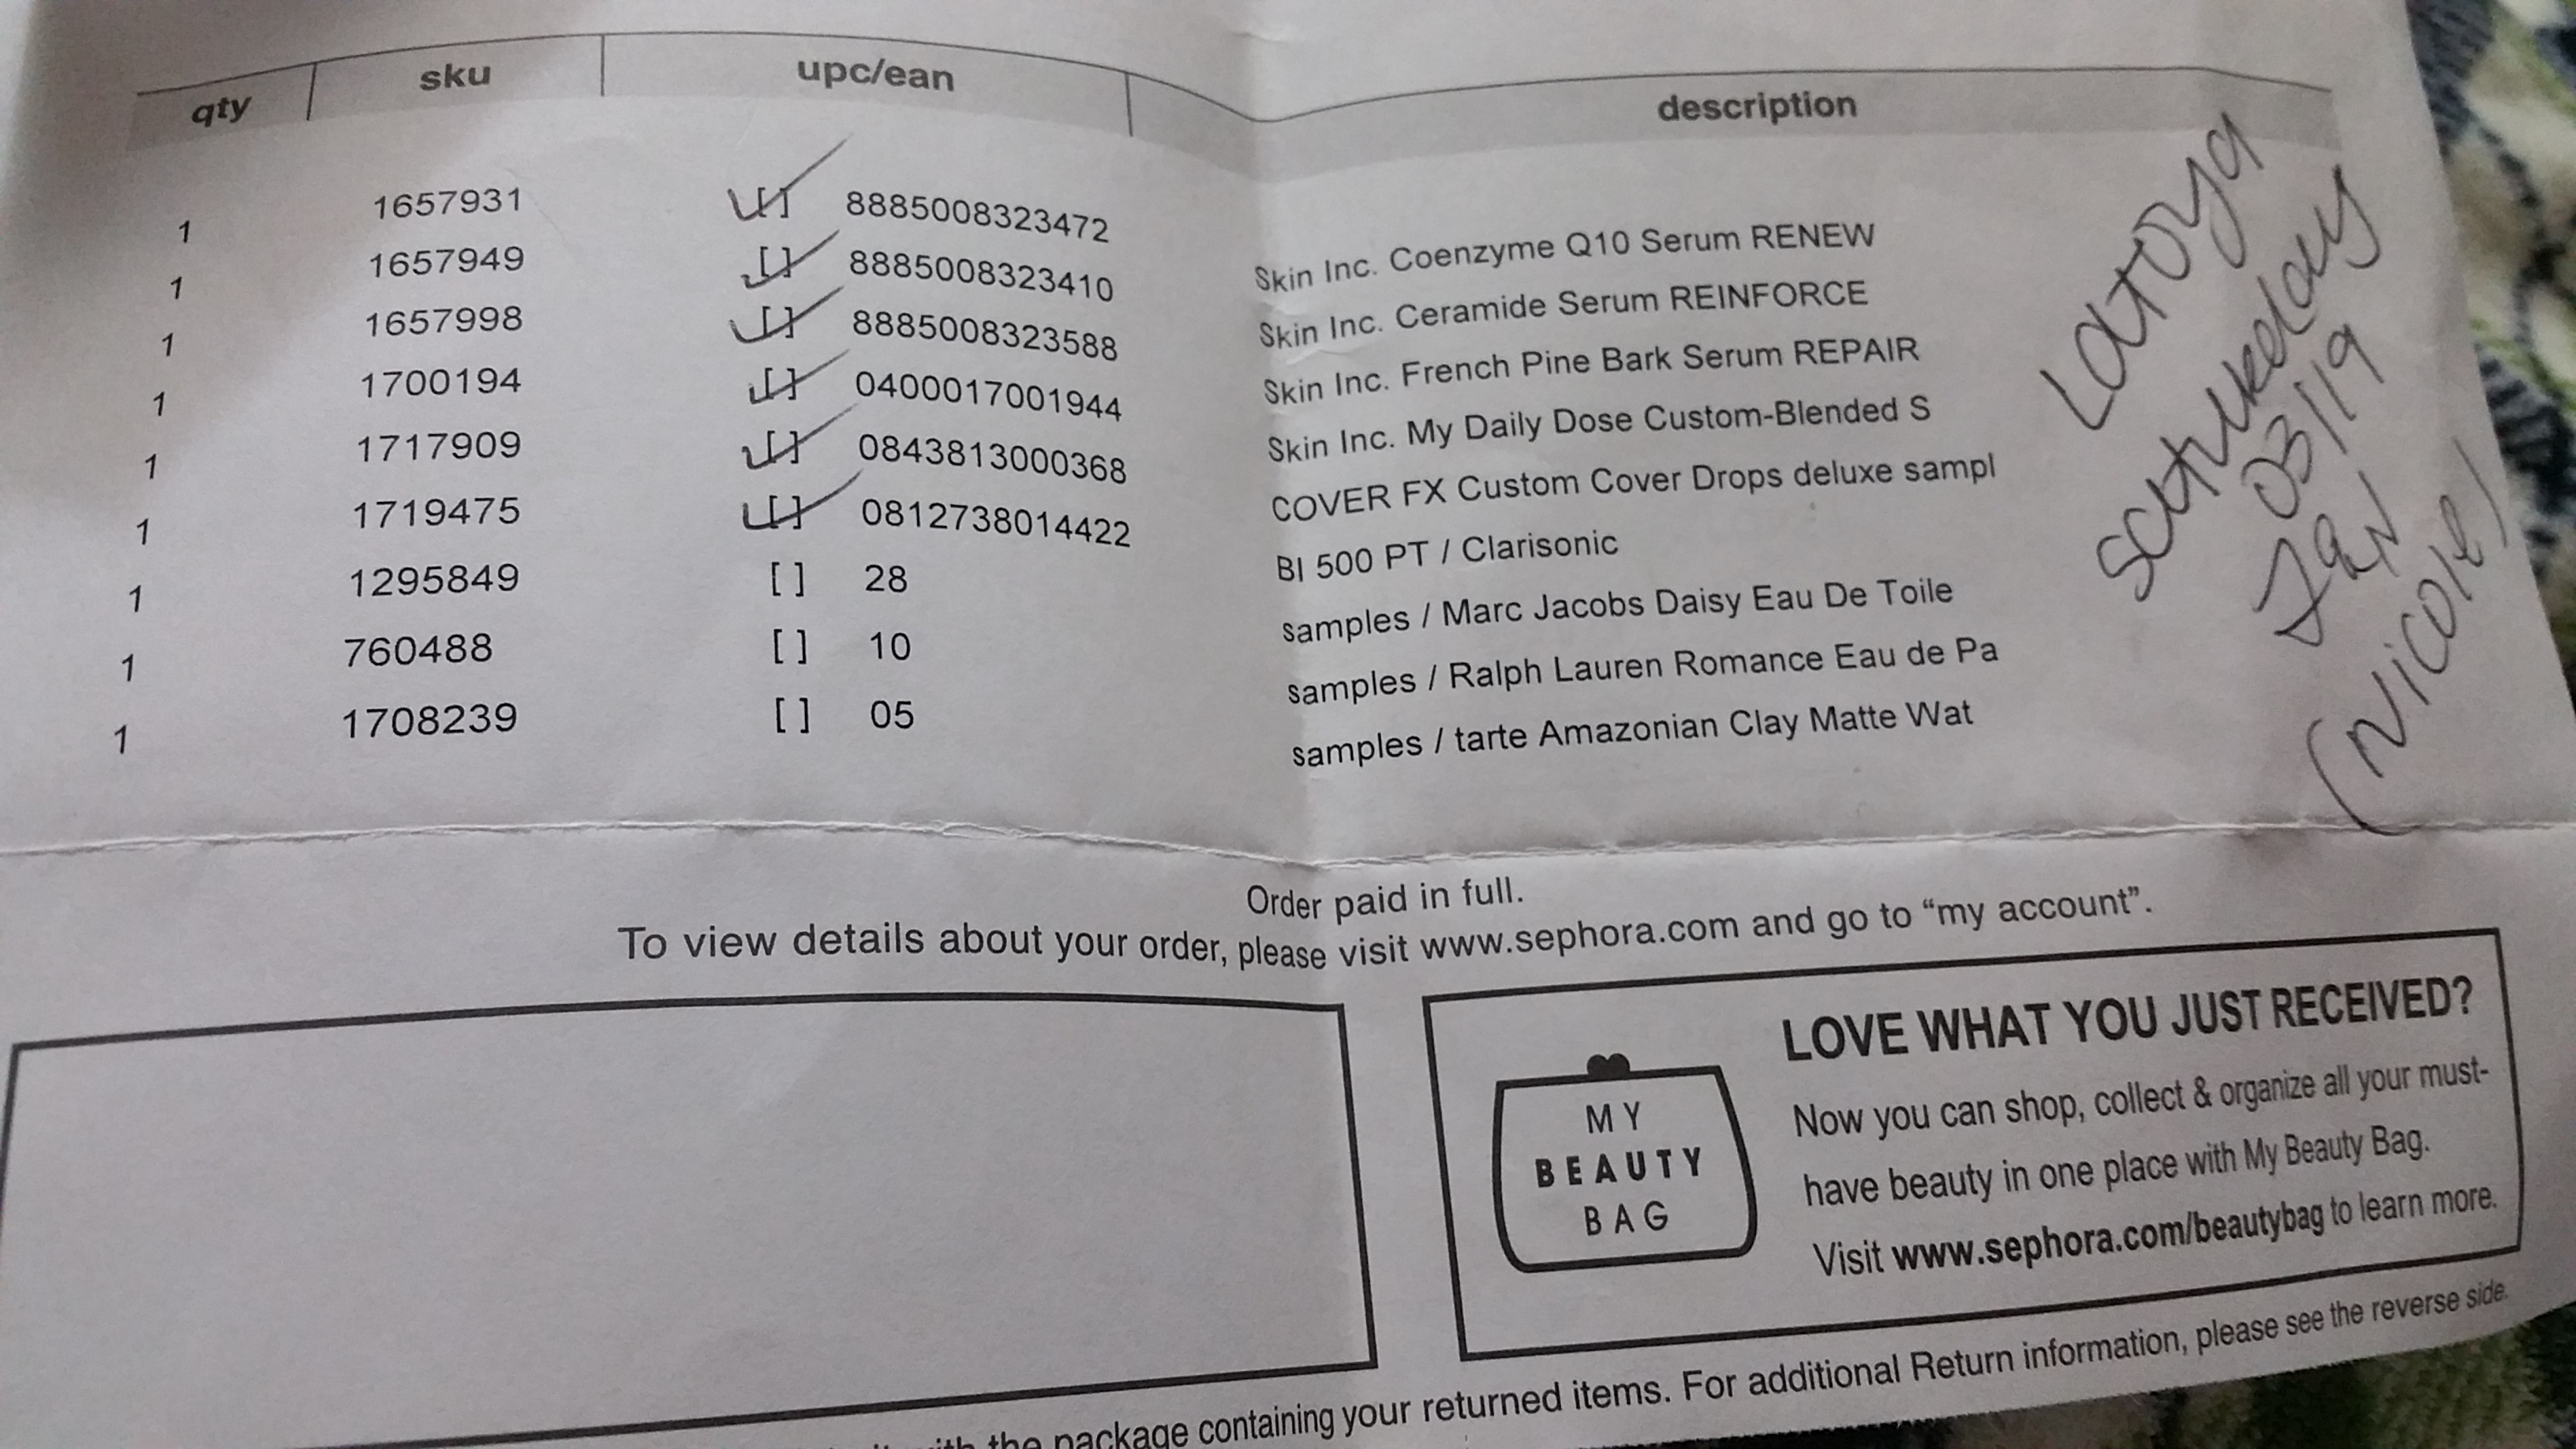 qty sku upc/ean description
1 1657931 [ ] 8885008323472 Skin Inc. Coenzyme Q10 Serum RENEW
1 1657949 [ ] 8885008323410 Skin Inc. Ceramide Serum REINFORCE
1 1657998 [ ] 8885008323588 Skin Inc. French Pine Bark Serum REPAIR
1 1700194 [ ] 0400017001944 Skin Inc. My Daily Dose Custom-Blended S
1 1717909 [ ] 0843813000368 COVER FX Custom Cover Drops deluxe sampl
1 1719475 [ ] 0812738014422 BI 500 PT / Clarisonic
1 1295849 [ ] 28 samples / Marc Jacobs Daisy Eau De Toile
1 760488 [ ] 10 samples / Ralph Lauren Romance Eau de Pa
1 1708239 [ ] 05 samples / tarte Amazonian Clay Matte Wat
Latoya
03/19
Jan
(Nicole)
Order paid in full.
To view details about your order, please visit www.sephora.com and go to “my account”.
MY
BEAUTY
BAG
LOVE WHAT YOU JUST RECEIVED?
Now you can shop, collect & organize all your must-
have beauty in one place with My Beauty Bag.
Visit www.sephora.com/beautybag to learn more.
the package containing your returned items. For additional Return information, please see the reverse side.